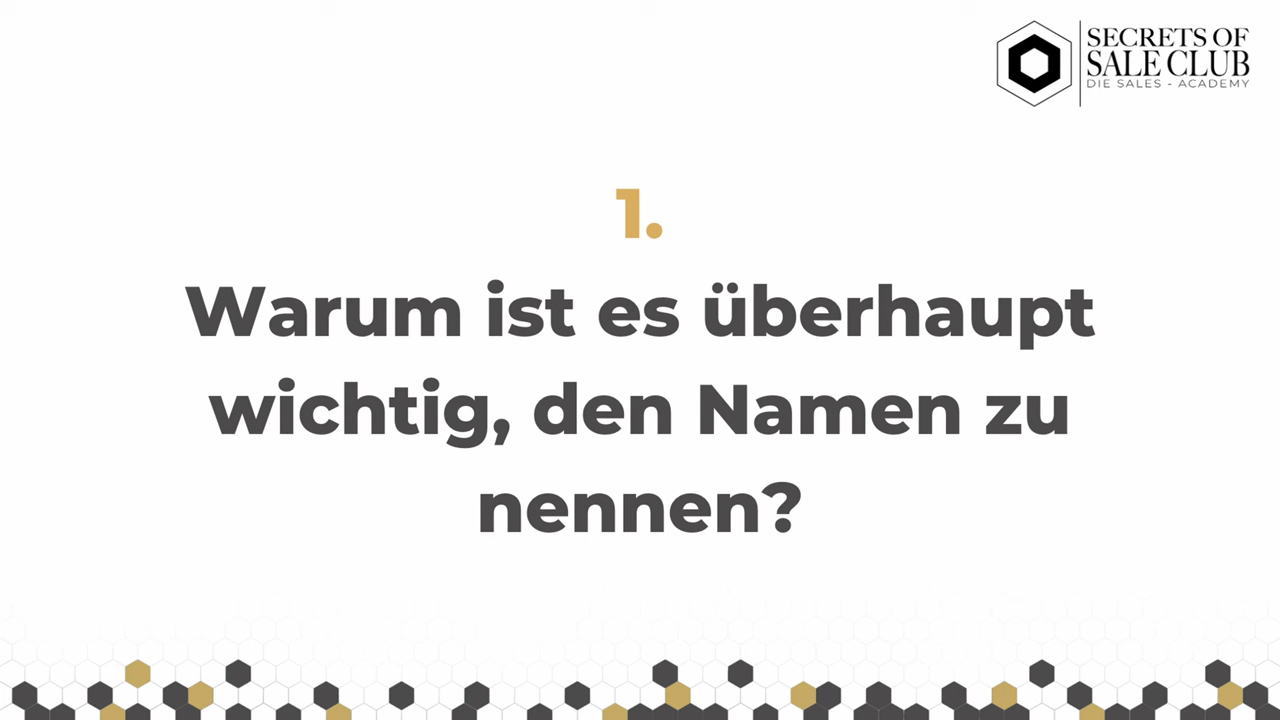 SECRETS OF
SALE CLUB
DIE SALES - ACADEMY
1.
Warum ist es überhaupt
wichtig, den Namen zu
nennen?